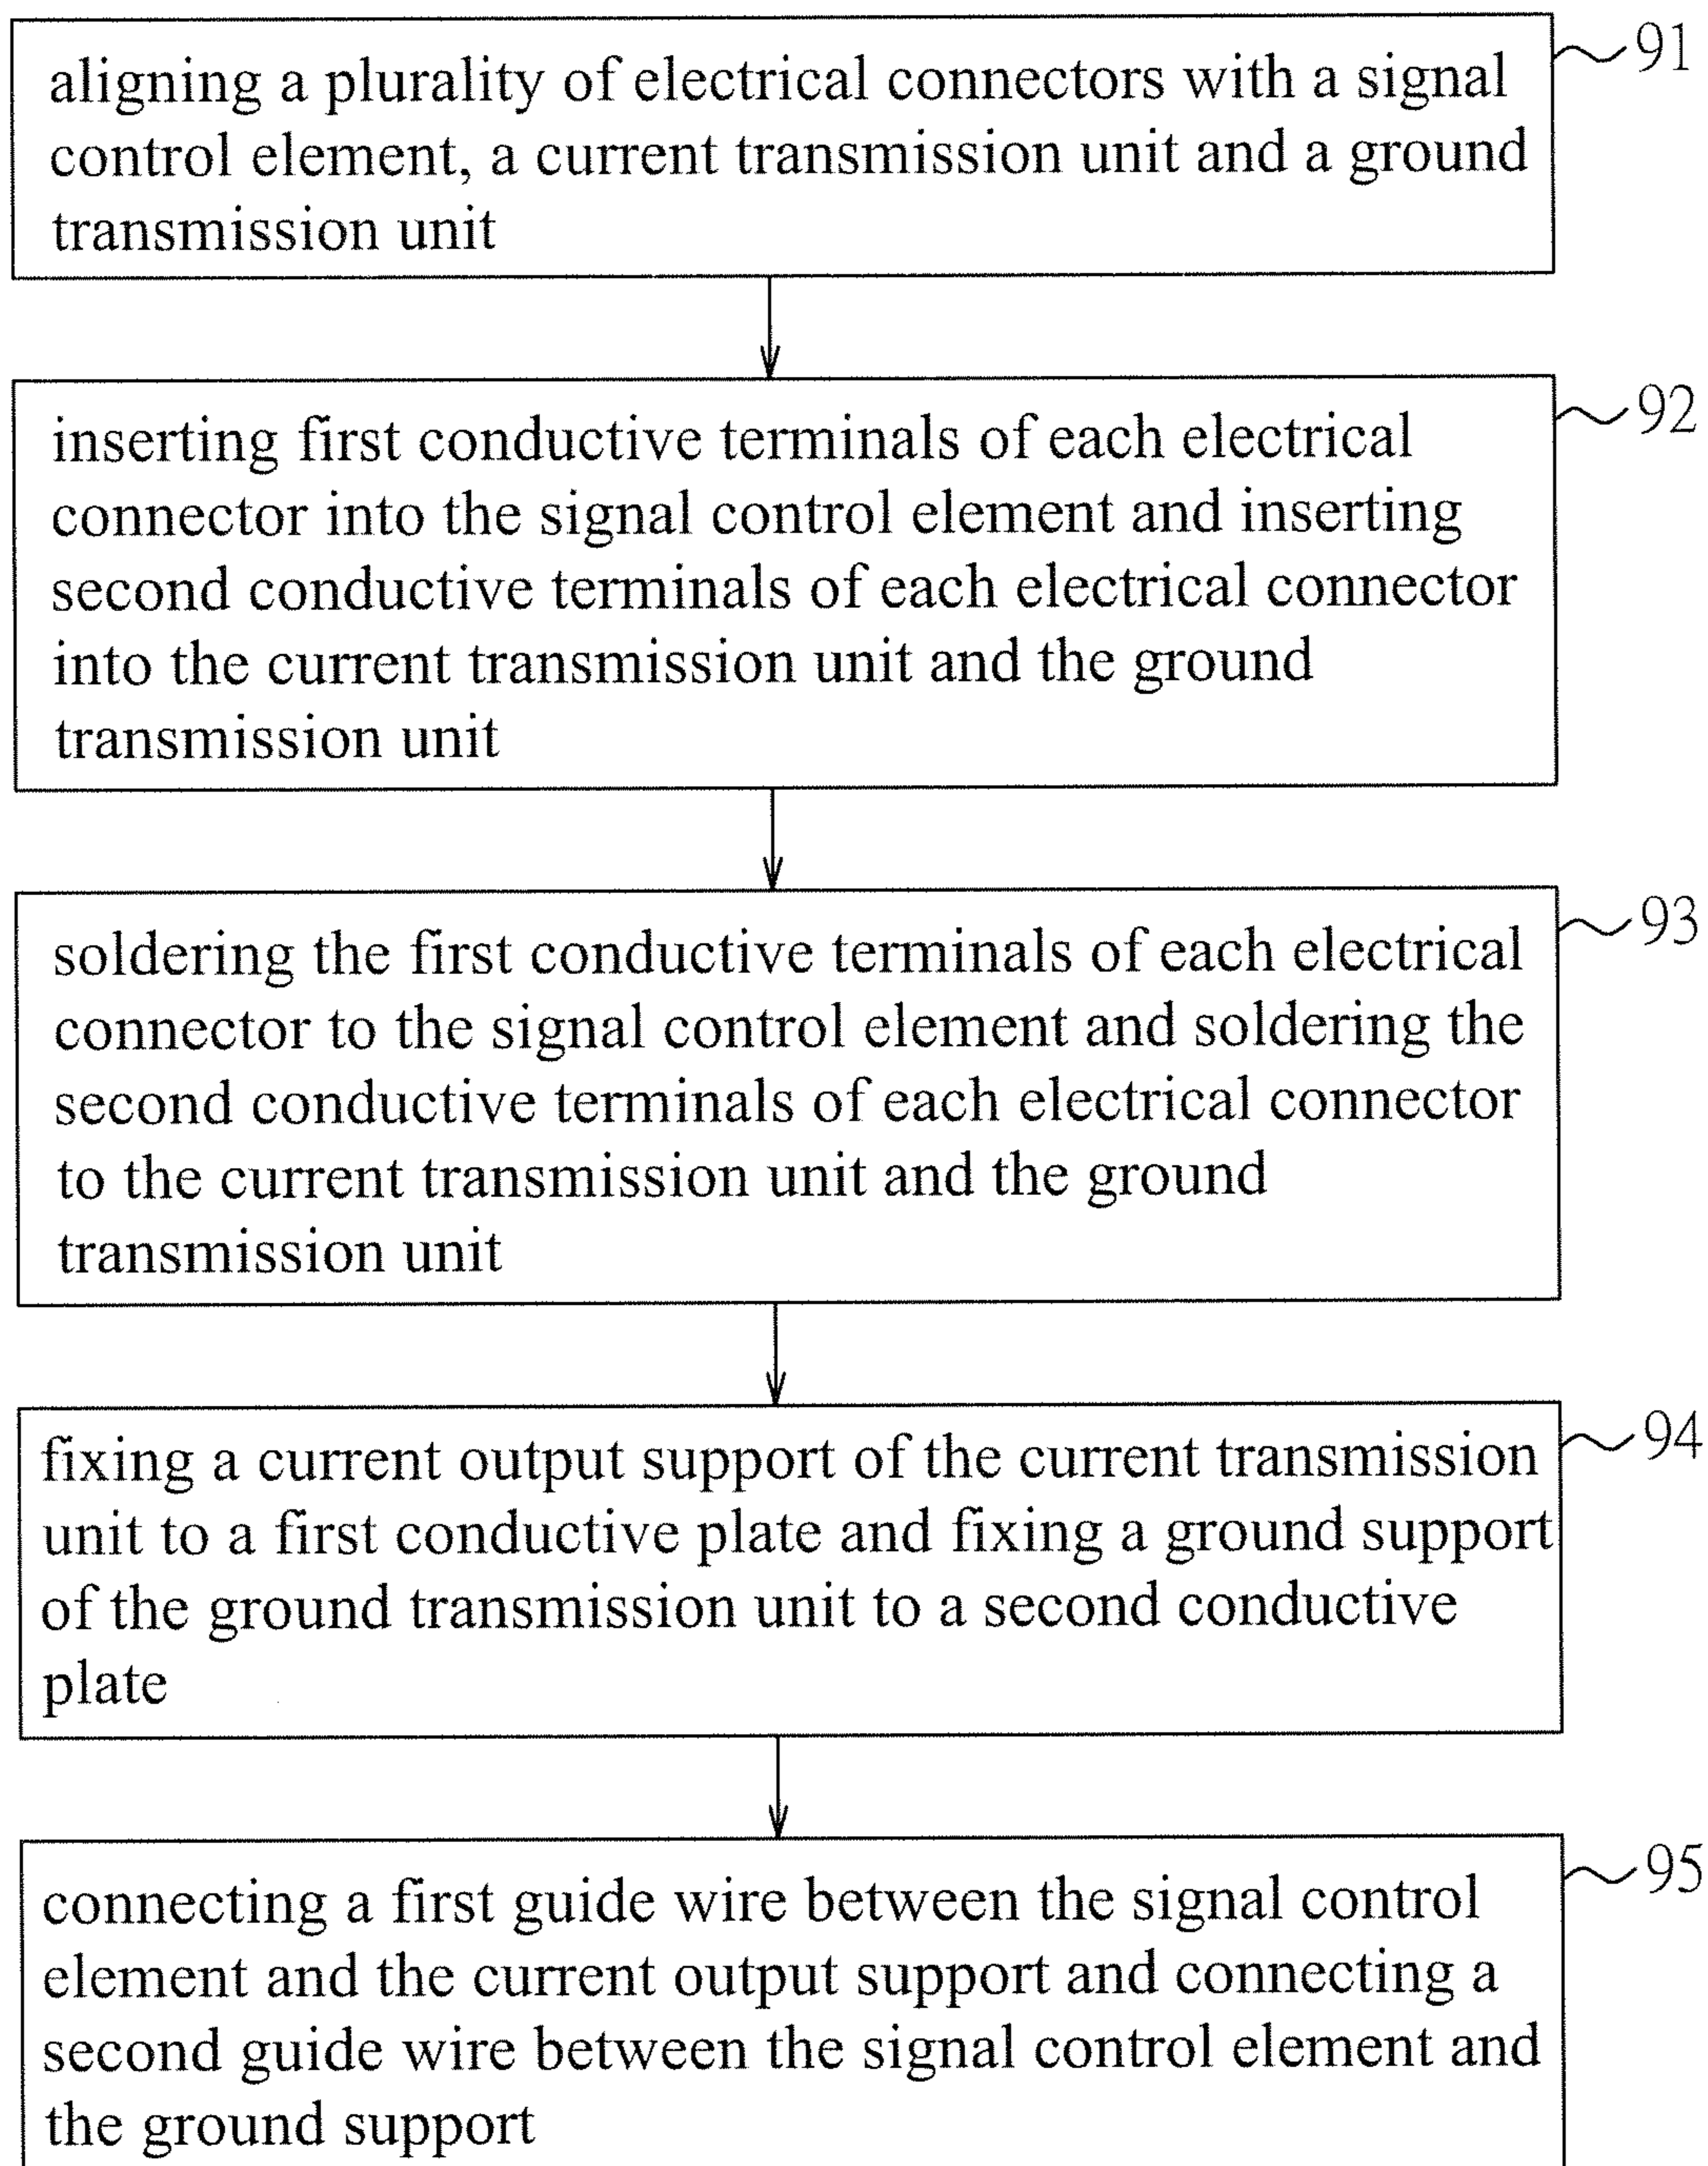 aligning a plurality of electrical connectors with a signal
control element, a current transmission unit and a ground
transmission unit
91
inserting first conductive terminals of each electrical
connector into the signal control element and inserting
second conductive terminals of each electrical connector
into the current transmission unit and the ground
transmission unit
92
soldering the first conductive terminals of each electrical
connector to the signal control element and soldering the
second conductive terminals of each electrical connector
to the current transmission unit and the ground
transmission unit
93
fixing a current output support of the current transmission
unit to a first conductive plate and fixing a ground support
of the ground transmission unit to a second conductive
plate
94
connecting a first guide wire between the signal control
element and the current output support and connecting a
second guide wire between the signal control element and
the ground support
95